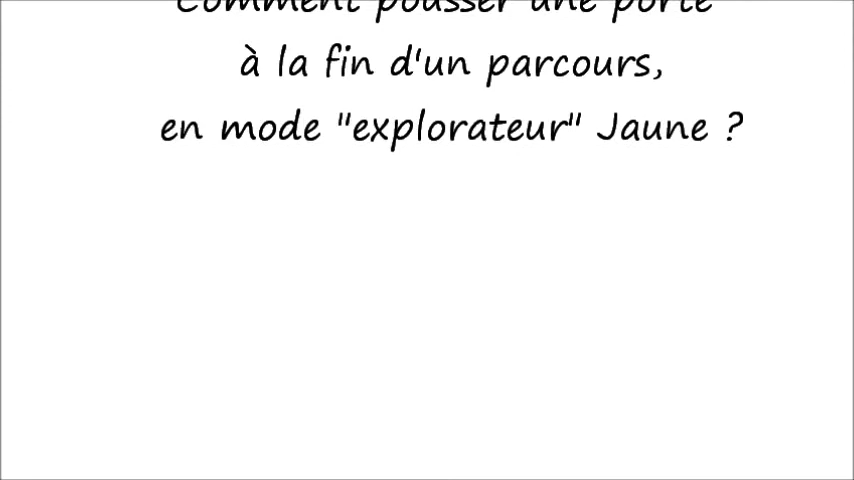 Comment pousser une porte
à la fin d'un parcours,
en mode "explorateur" Jaune ?